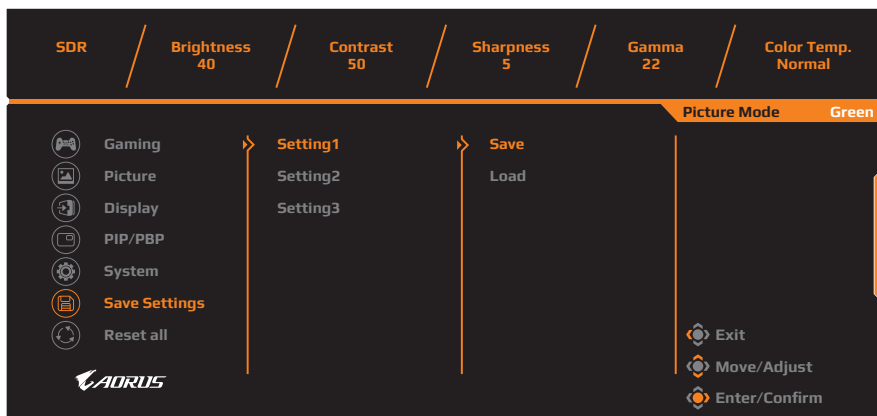 SDR
Brightness
40
Contrast
50
Sharpness
5
Gamma
22
Color Temp.
Normal
Picture Mode Green
Gaming
Picture
Display
PIP/PBP
System
Save Settings
Reset all
Setting1
Setting2
Setting3
Save
Load
Exit
Move/Adjust
Enter/Confirm
AORUS